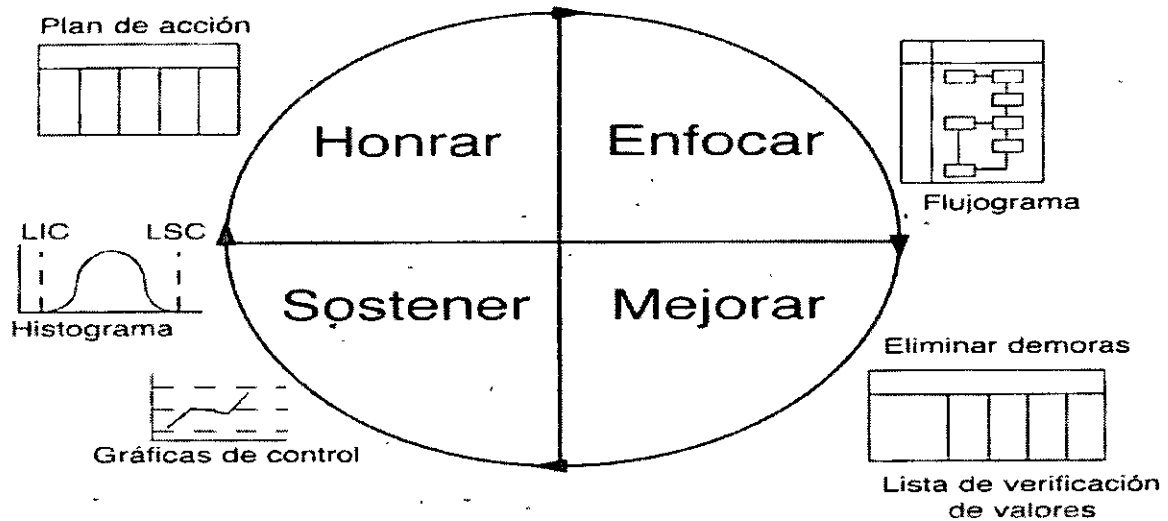 Plan de acción
Honrar
Enfocar
Flujograma
LIC
LSC
Histograma
Sostener
Mejorar
Gráficas de control
Eliminar demoras
Lista de verificación
de valores